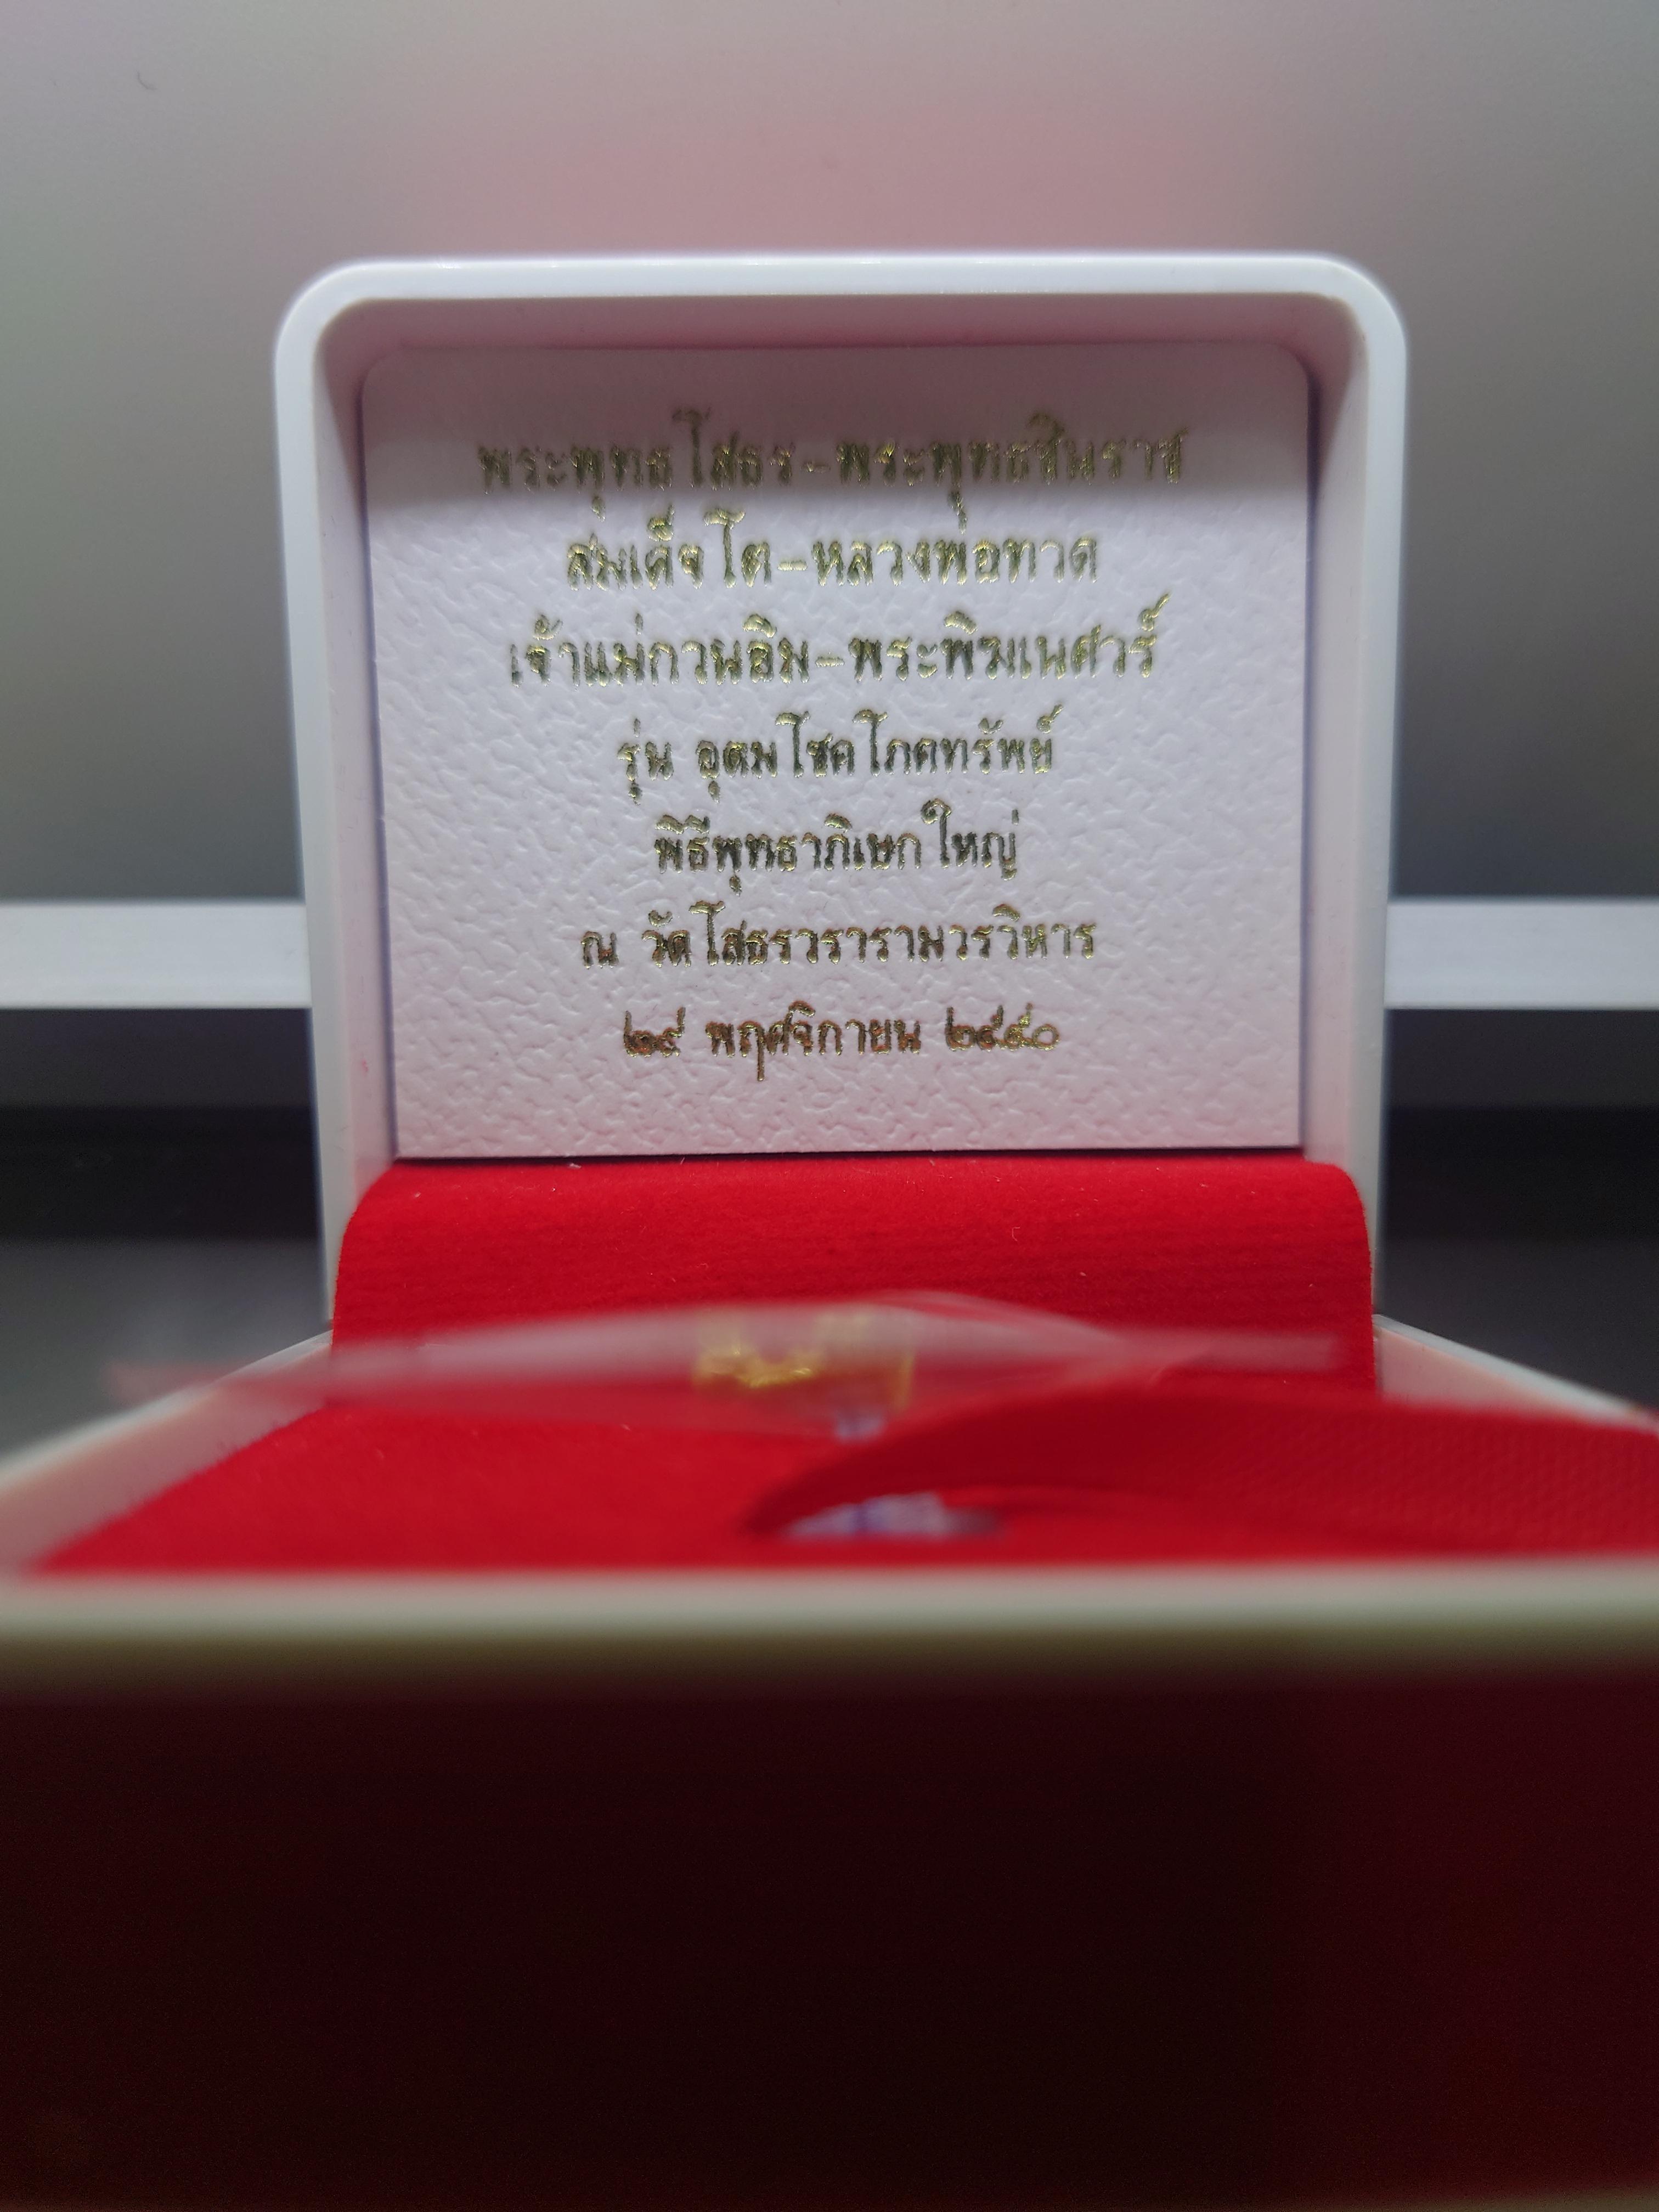 พระพุทธโสธร-พระพุทธชินราช
สมเด็จโต-หลวงพ่อทวด
เจ้าแม่กวนอิม-พระพิฆเนศวร์
รุ่น อุดมโชคโภคทรัพย์
พิธีพุทธาภิเษกใหญ่
ณ วัดโสธรวรารามวรวิหาร
๒๙ พฤศจิกายน ๒๕๕๐